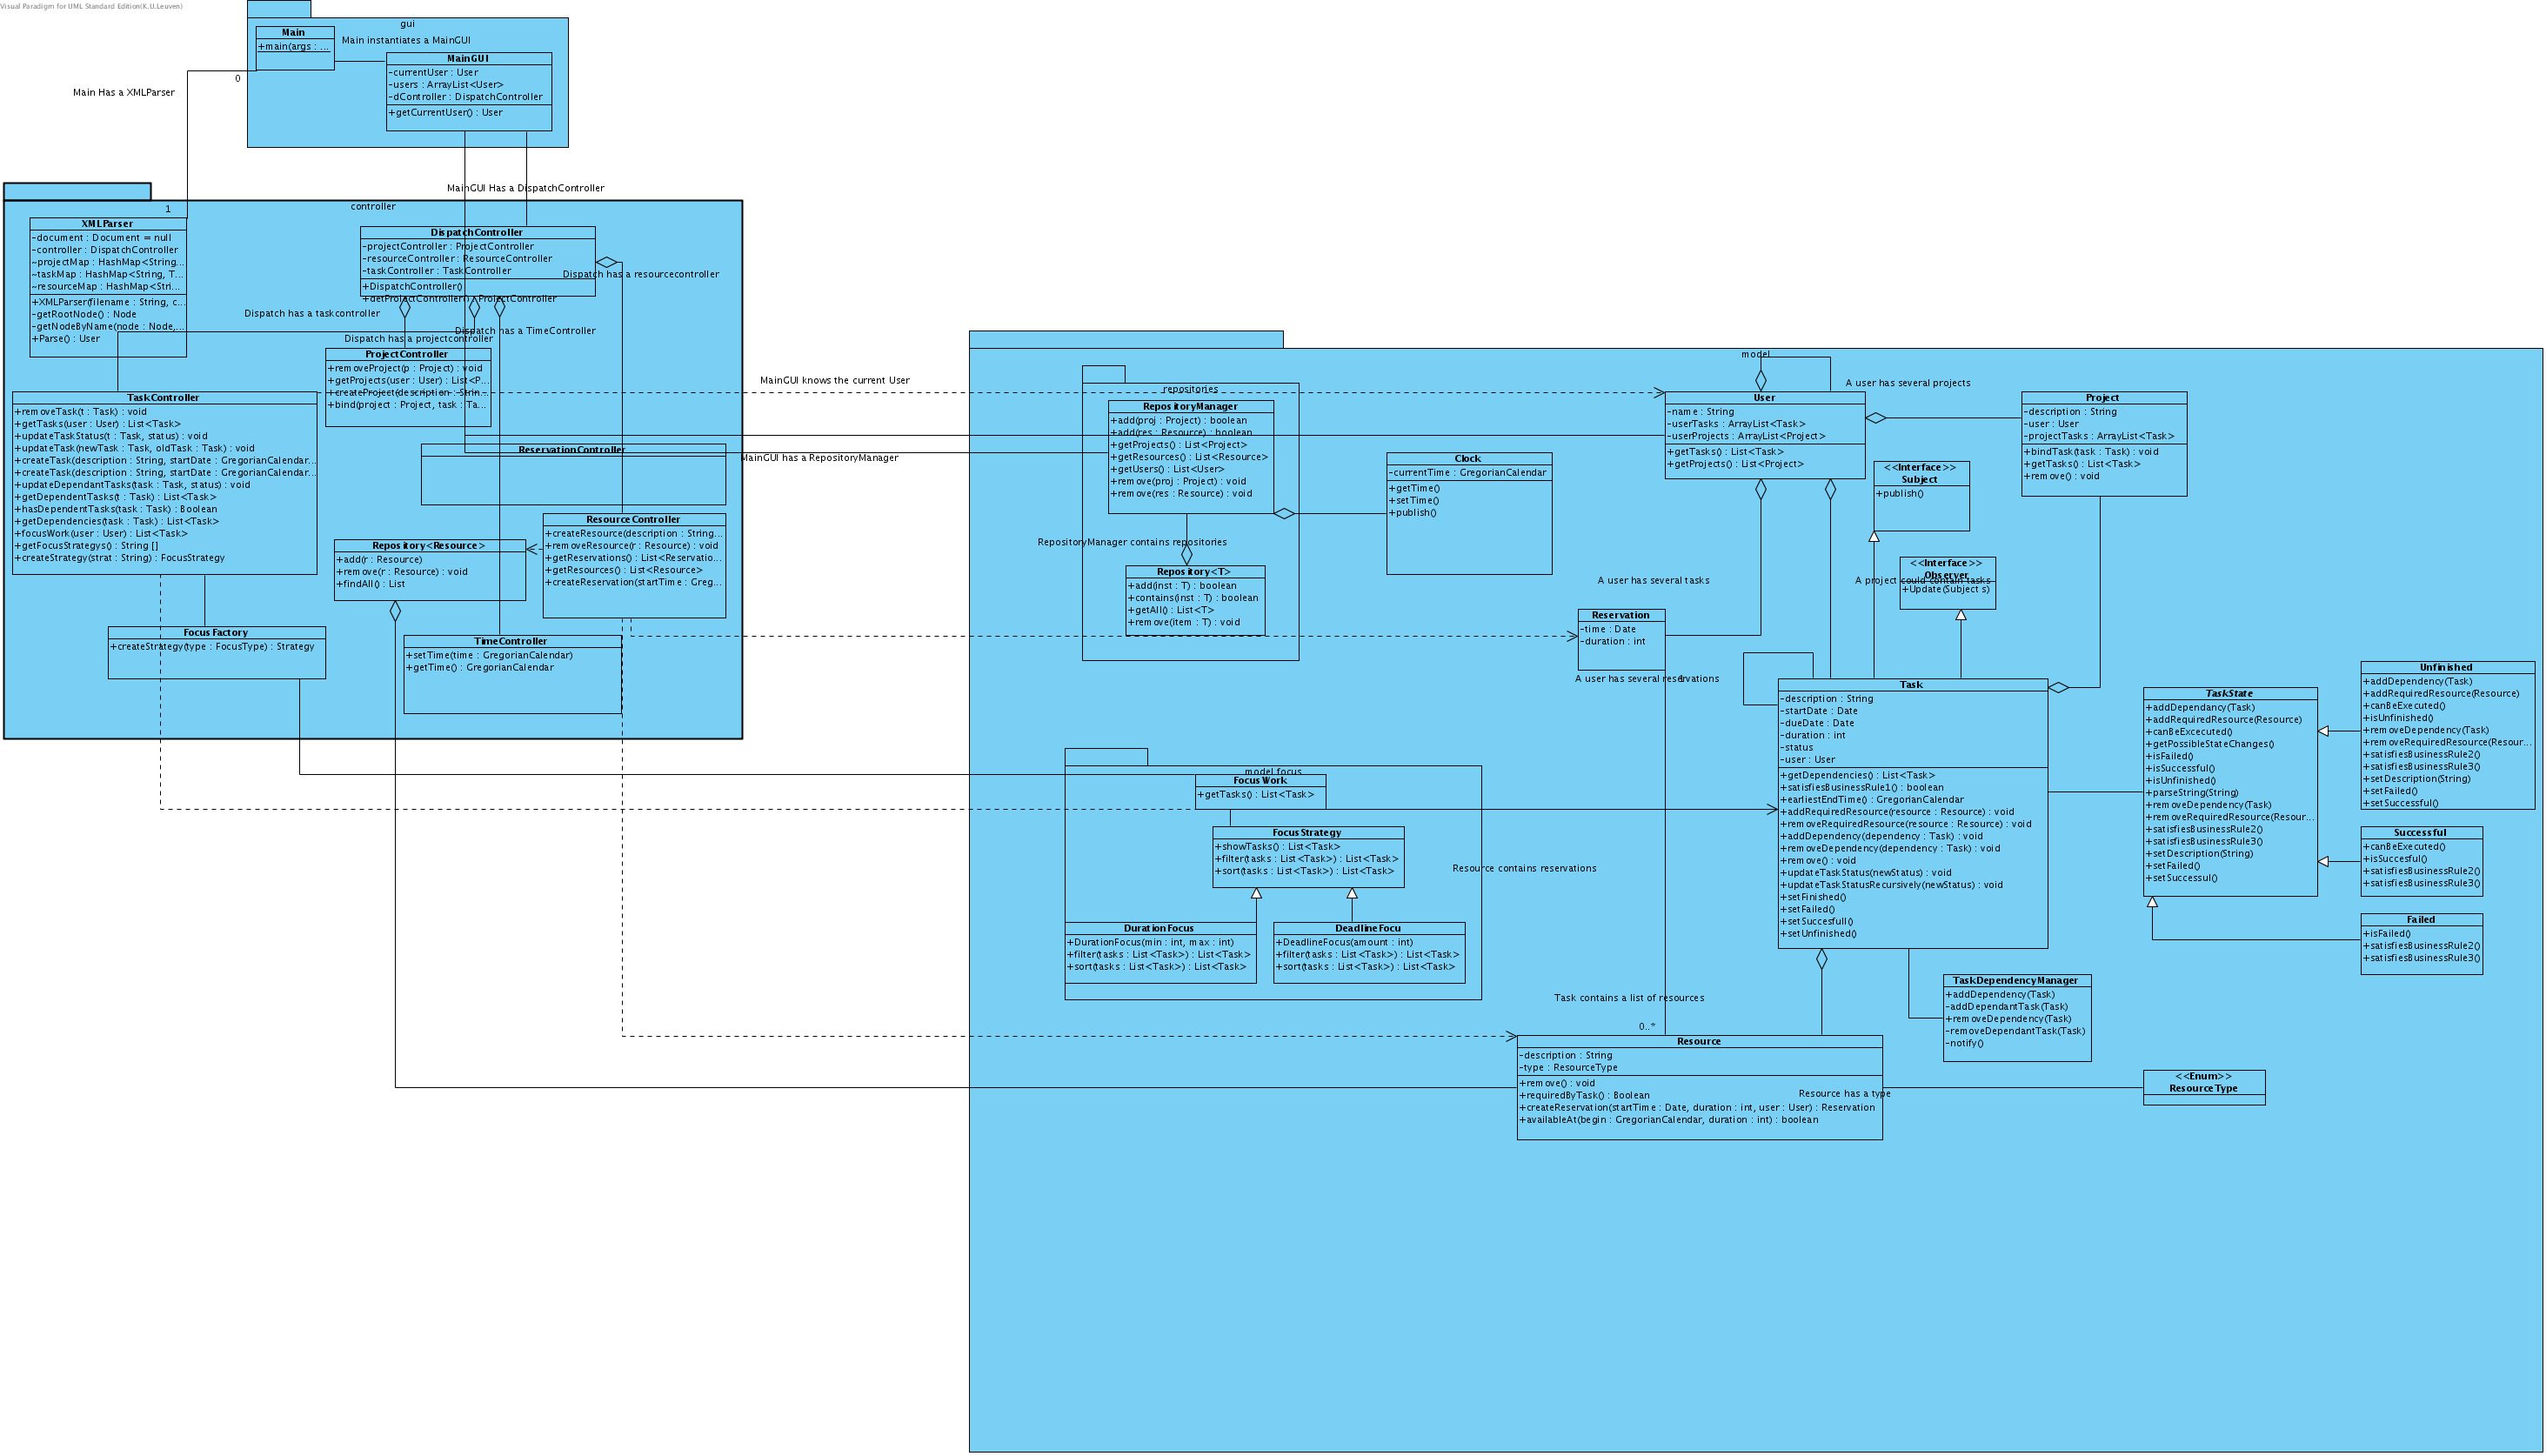 Visual Paradigm for UML Standard Edition(K.U.Leuven)
gui
Main
+main(args : ...
Main instantiates a MainGUI
MainGUI
-currentUser : User
-users : ArrayList<User>
-dController : DispatchController
+getCurrentUser() : User
0
Main Has a XMLParser
1
MainGUI Has a DispatchController
controller
XMLParser
-document : Document = null
-controller : DispatchController
~projectMap : HashMap<String...
~taskMap : HashMap<String, T...
~resourceMap : HashMap<Stri...
+XMLParser(filename : String, c...
-getRootNode() : Node
-getNodeByName(node : Node,...
+Parse() : User
DispatchController
-projectController : ProjectController
-resourceController : ResourceController
-taskController : TaskController
+DispatchController()
+getProjectController() : ProjectController
Dispatch has a resourcecontroller
Dispatch has a taskcontroller
Dispatch has a TimeController
Dispatch has a projectcontroller
ProjectController
+removeProject(p : Project) : void
+getProjects(user : User) : List<P...
+createProject(description : Strin...
+bind(project : Project, task : Ta...
TaskController
+removeTask(t : Task) : void
+getTasks(user : User) : List<Task>
+updateTaskStatus(t : Task, status) : void
+updateTask(newTask : Task, oldTask : Task) : void
+createTask(description : String, startDate : GregorianCalendar...
+createTask(description : String, startDate : GregorianCalendar...
+updateDependantTasks(task : Task, status) : void
+getDependentTasks(t : Task) : List<Task>
+hasDependentTasks(task : Task) : Boolean
+getDependencies(task : Task) : List<Task>
+focusWork(user : User) : List<Task>
+getFocusStrategys() : String []
+createStrategy(strat : String) : FocusStrategy
ReservationController
ResourceController
+createResource(description : String...
+removeResource(r : Resource) : void
+getReservations() : List<Reservatio...
+getResources() : List<Resource>
+createReservation(startTime : Greg...
Repository<Resource>
+add(r : Resource)
+remove(r : Resource) : void
+findAll() : List
FocusFactory
+createStrategy(type : FocusType) : Strategy
TimeController
+setTime(time : GregorianCalendar)
+getTime() : GregorianCalendar
MainGUI knows the current User
MainGUI has a RepositoryManager
model
repositories
RepositoryManager
+add(proj : Project) : boolean
+add(res : Resource) : boolean
+getProjects() : List<Project>
+getResources() : List<Resource>
+getUsers() : List<User>
+remove(proj : Project) : void
+remove(res : Resource) : void
RepositoryManager contains repositories
Repository<T>
+add(inst : T) : boolean
+contains(inst : T) : boolean
+getAll() : List<T>
+remove(item : T) : void
Clock
-currentTime : GregorianCalendar
+getTime()
+setTime()
+publish()
User
-name : String
-userTasks : ArrayList<Task>
-userProjects : ArrayList<Project>
+getTasks() : List<Task>
+getProjects() : List<Project>
A user has several projects
Project
-description : String
-user : User
-projectTasks : ArrayList<Task>
+bindTask(task : Task) : void
+getTasks() : List<Task>
+remove() : void
<<Interface>>
Subject
+publish()
<<Interface>>
Observer
+Update(Subject s)
A user has several tasks
A project could contain tasks
Reservation
-time : Date
-duration : int
A user has several reservations
1
Task
-description : String
-startDate : Date
-dueDate : Date
-duration : int
-status
-user : User
+getDependencies() : List<Task>
+satisfiesBusinessRule1() : boolean
+earliestEndTime() : GregorianCalendar
+addRequiredResource(resource : Resource) : void
+removeRequiredResource(resource : Resource) : void
+addDependency(dependency : Task) : void
+removeDependency(dependency : Task) : void
+remove() : void
+updateTaskStatus(newStatus) : void
+updateTaskStatusRecursively(newStatus) : void
+setFinished()
+setFailed()
+setSuccesfull()
+setUnfinished()
TaskState
+addDependancy(Task)
+addRequiredResource(Resource)
+canBeExcecuted()
+getPossibleStateChanges()
+isFailed()
+isSuccessful()
+isUnfinished()
+parseString(String)
+removeDependency(Task)
+removeRequiredResource(Resour...
+satisfiesBusinessRule2()
+satisfiesBusinessRule3()
+setDescription(String)
+setFailed()
+setSuccessul()
Unfinished
+addDependency(Task)
+addRequiredResource(Resource)
+canBeExecuted()
+isUnfinished()
+removeDependency(Task)
+removeRequiredResource(Resour...
+satisfiesBusinessRule2()
+satisfiesBusinessRule3()
+setDescription(String)
+setFailed()
+setSuccessful()
Successful
+canBeExecuted()
+isSuccesful()
+satisfiesBusinessRule2()
+satisfiesBusinessRule3()
Failed
+isFailed()
+satisfiesBusinessRule2()
+satisfiesBusinessRule3()
model.focus
FocusWork
+getTasks() : List<Task>
FocusStrategy
+showTasks() : List<Task>
+filter(tasks : List<Task>) : List<Task>
+sort(tasks : List<Task>) : List<Task>
DurationFocus
+DurationFocus(min : int, max : int)
+filter(tasks : List<Task>) : List<Task>
+sort(tasks : List<Task>) : List<Task>
DeadlineFocu
+DeadlineFocus(amount : int)
+filter(tasks : List<Task>) : List<Task>
+sort(tasks : List<Task>) : List<Task>
Resource contains reservations
Task contains a list of resources
0..*
TaskDependencyManager
+addDependency(Task)
-addDependantTask(Task)
+removeDependency(Task)
-removeDependantTask(Task)
-notify()
Resource
-description : String
-type : ResourceType
+remove() : void
+requiredByTask() : Boolean
+createReservation(startTime : Date, duration : int, user : User) : Reservation
+availableAt(begin : GregorianCalendar, duration : int) : boolean
Resource has a type
<<Enum>>
ResourceType